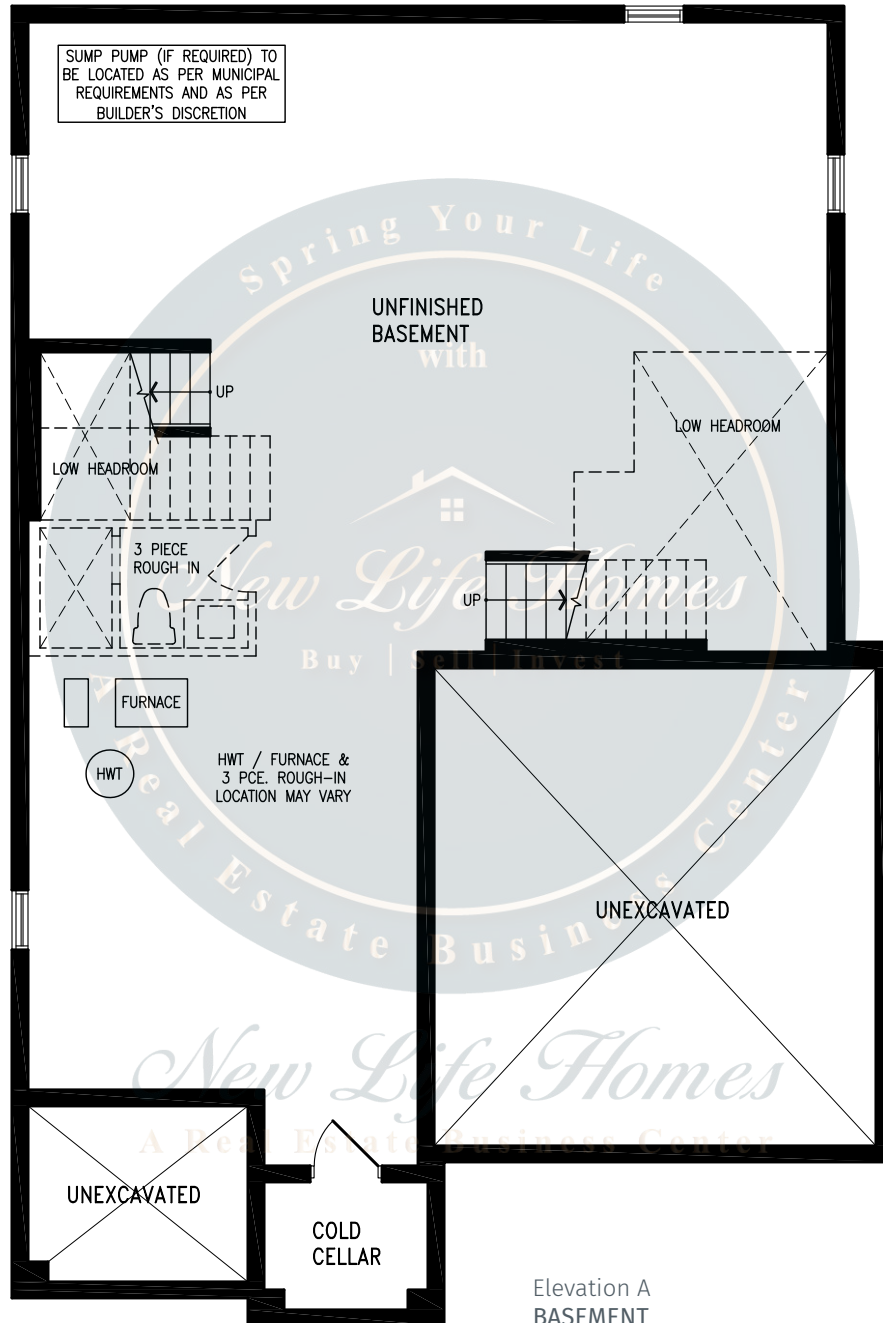 SUMP PUMP (IF REQUIRED) TO
BE LOCATED AS PER MUNICIPAL
REQUIREMENTS AND AS PER
BUILDER'S DISCRETION
Spring Your Life
UNFINISHED
BASEMENT
with
UP
LOW HEADROOM
LOW HEADROOM
3 PIECE
ROUGH IN
New Life Homes
UP
Buy | Sell | Invest
FURNACE
HWT
HWT / FURNACE &
3 PCE. ROUGH-IN
LOCATION MAY VARY
A Real Estate Business Center
UNEXCAVATED
New Life Homes
A Real Estate Business Center
UNEXCAVATED
COLD
CELLAR
Elevation A
BASEMENT